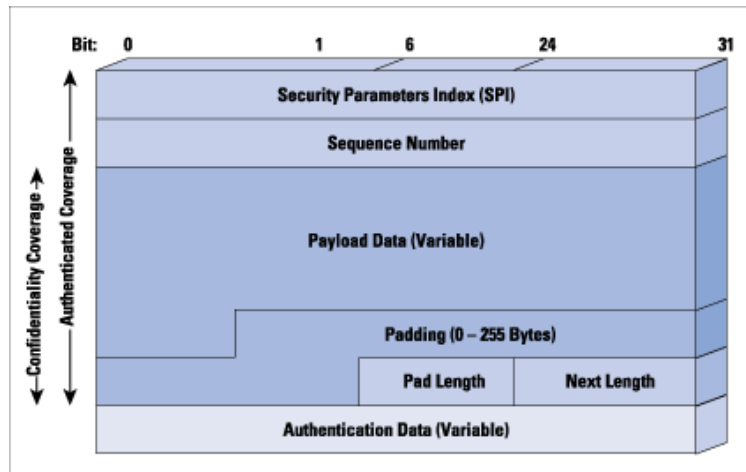 Bit: 0 1 6 24 31
Security Parameters Index (SPI)
Sequence Number
Payload Data (Variable)
Padding (0 – 255 Bytes)
Pad Length Next Length
Authentication Data (Variable)
Confidentiality Coverage
Authenticated Coverage